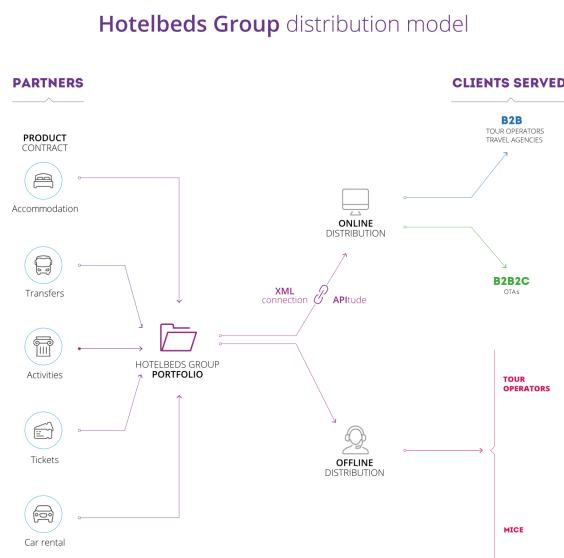 Hotelbeds Group distribution model
PARTNERS
CLIENTS SERVED
PRODUCT
CONTRACT
Accommodation
Transfers
Activities
Tickets
Car rental
HOTELBEDS GROUP
PORTFOLIO
XML
connection
APItude
ONLINE
DISTRIBUTION
OFFLINE
DISTRIBUTION
B2B
TOUR OPERATORS
TRAVEL AGENCIES
B2B2C
OTAs
TOUR
OPERATORS
MICE